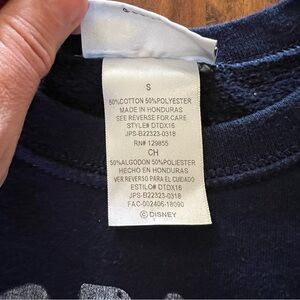 S
50%COTTON 50%POLYESTER
MADE IN HONDURAS
SEE REVERSE FOR CARE
STYLE# DTDX16
JPS-B22323-0318
RN# 129855
CH
50%ALGODON 50%POLIESTER
HECHO EN HONDURAS
VER REVERSO PARA EL CUIDADO
ESTILO# DTDX16
JPS-B22323-0318
FAC-002406-18090
©DISNEY